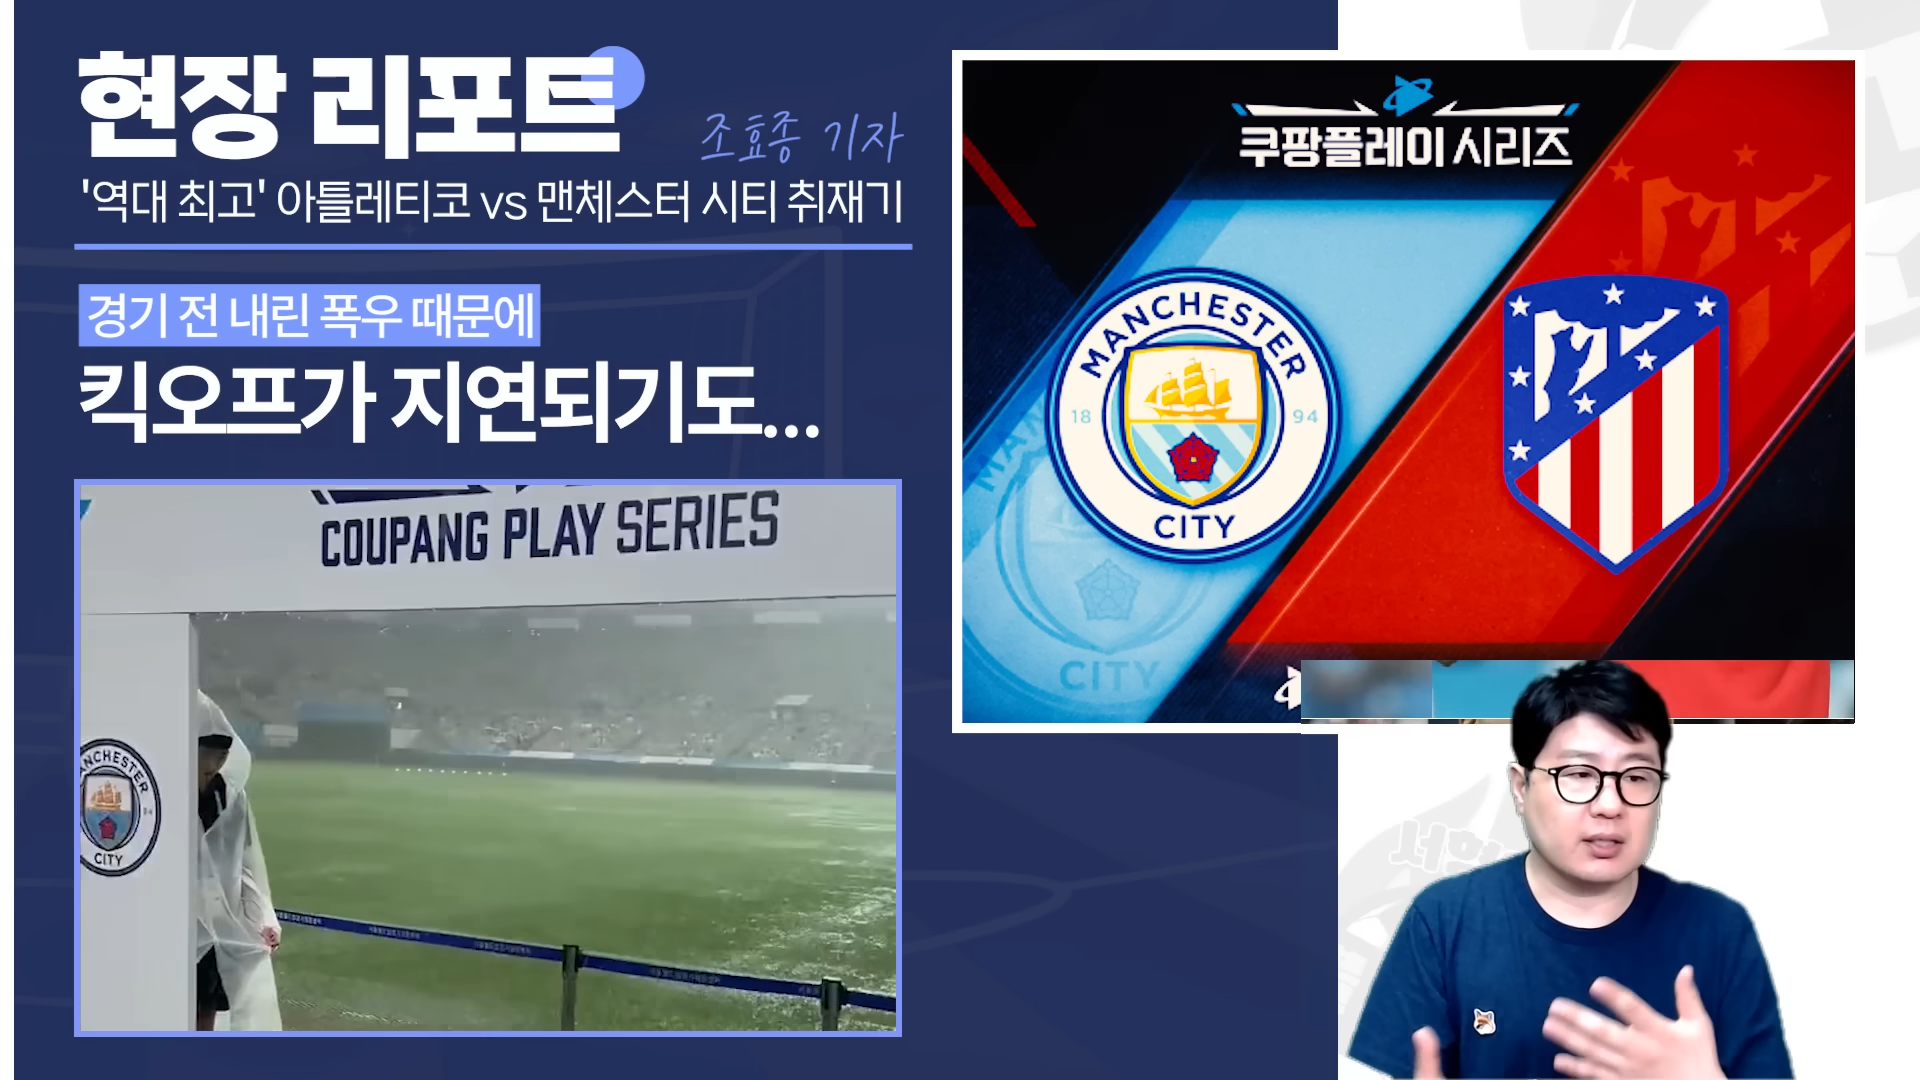 현장 리포트
조효종 기자
'역대 최고' 아틀레티코 vs 맨체스터 시티 취재기
경기 전 내린 폭우 때문에
킥오프가 지연되기도...
COUPANG PLAY SERIES
MANCHESTER
94
CITY
쿠팡플레이 시리즈
MANCHESTER
18 94
CITY
CITY